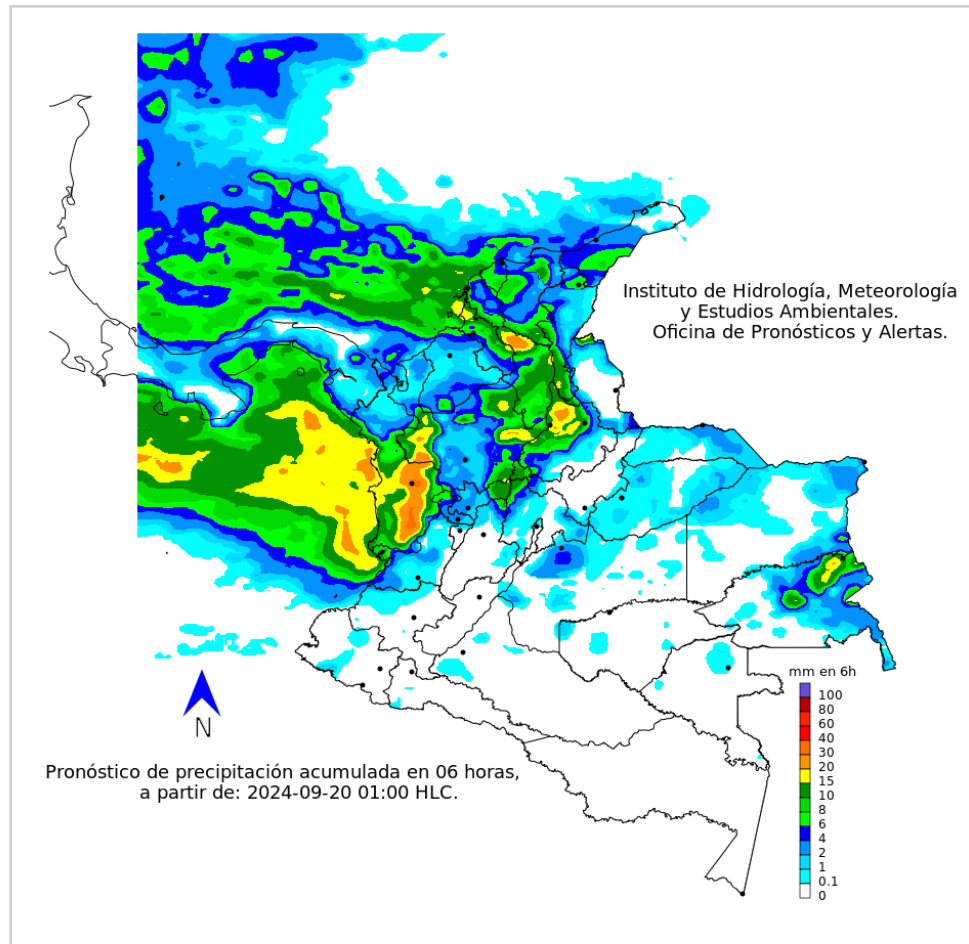 Instituto de Hidrología, Meteorología
y Estudios Ambientales.
Oficina de Pronósticos y Alertas.
mm en 6h
100
80
60
40
30
20
15
10
8
6
4
2
1
0.1
0
N
Pronóstico de precipitación acumulada en 06 horas,
a partir de: 2024-09-20 01:00 HLC.